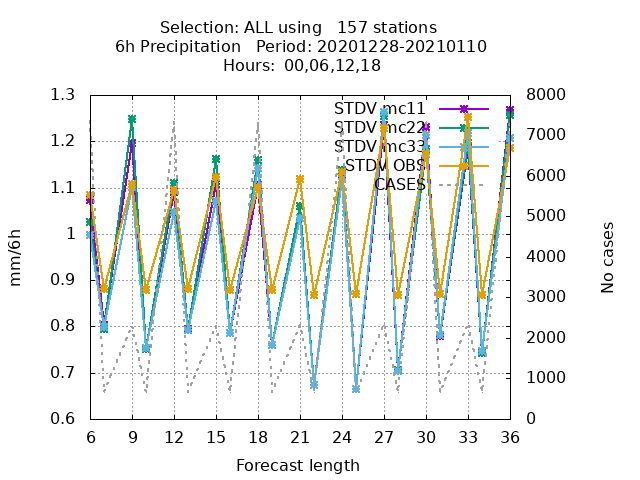 Selection: ALL using   157 stations
6h Precipitation   Period: 20201228-20210110
Hours:  00,06,12,18
STDV mc11
STDV mc22
STDV mc33
STDV OBS
CASES
mm/6h
1.3
1.2
1.1
1
0.9
0.8
0.7
0.6
8000
7000
6000
5000
4000
3000
2000
1000
0
No cases
6 9 12 15 18 21 24 27 30 33 36
Forecast length